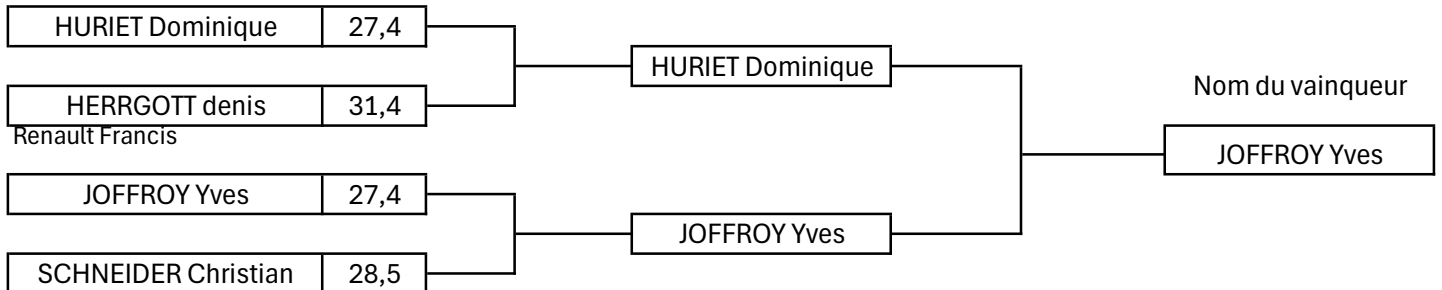 HURIET Dominique 27,4
HERRGOTT denis 31,4
Renault Francis
JOFFROY Yves 27,4
SCHNEIDER Christian 28,5
HURIET Dominique
JOFFROY Yves
Nom du vainqueur
JOFFROY Yves